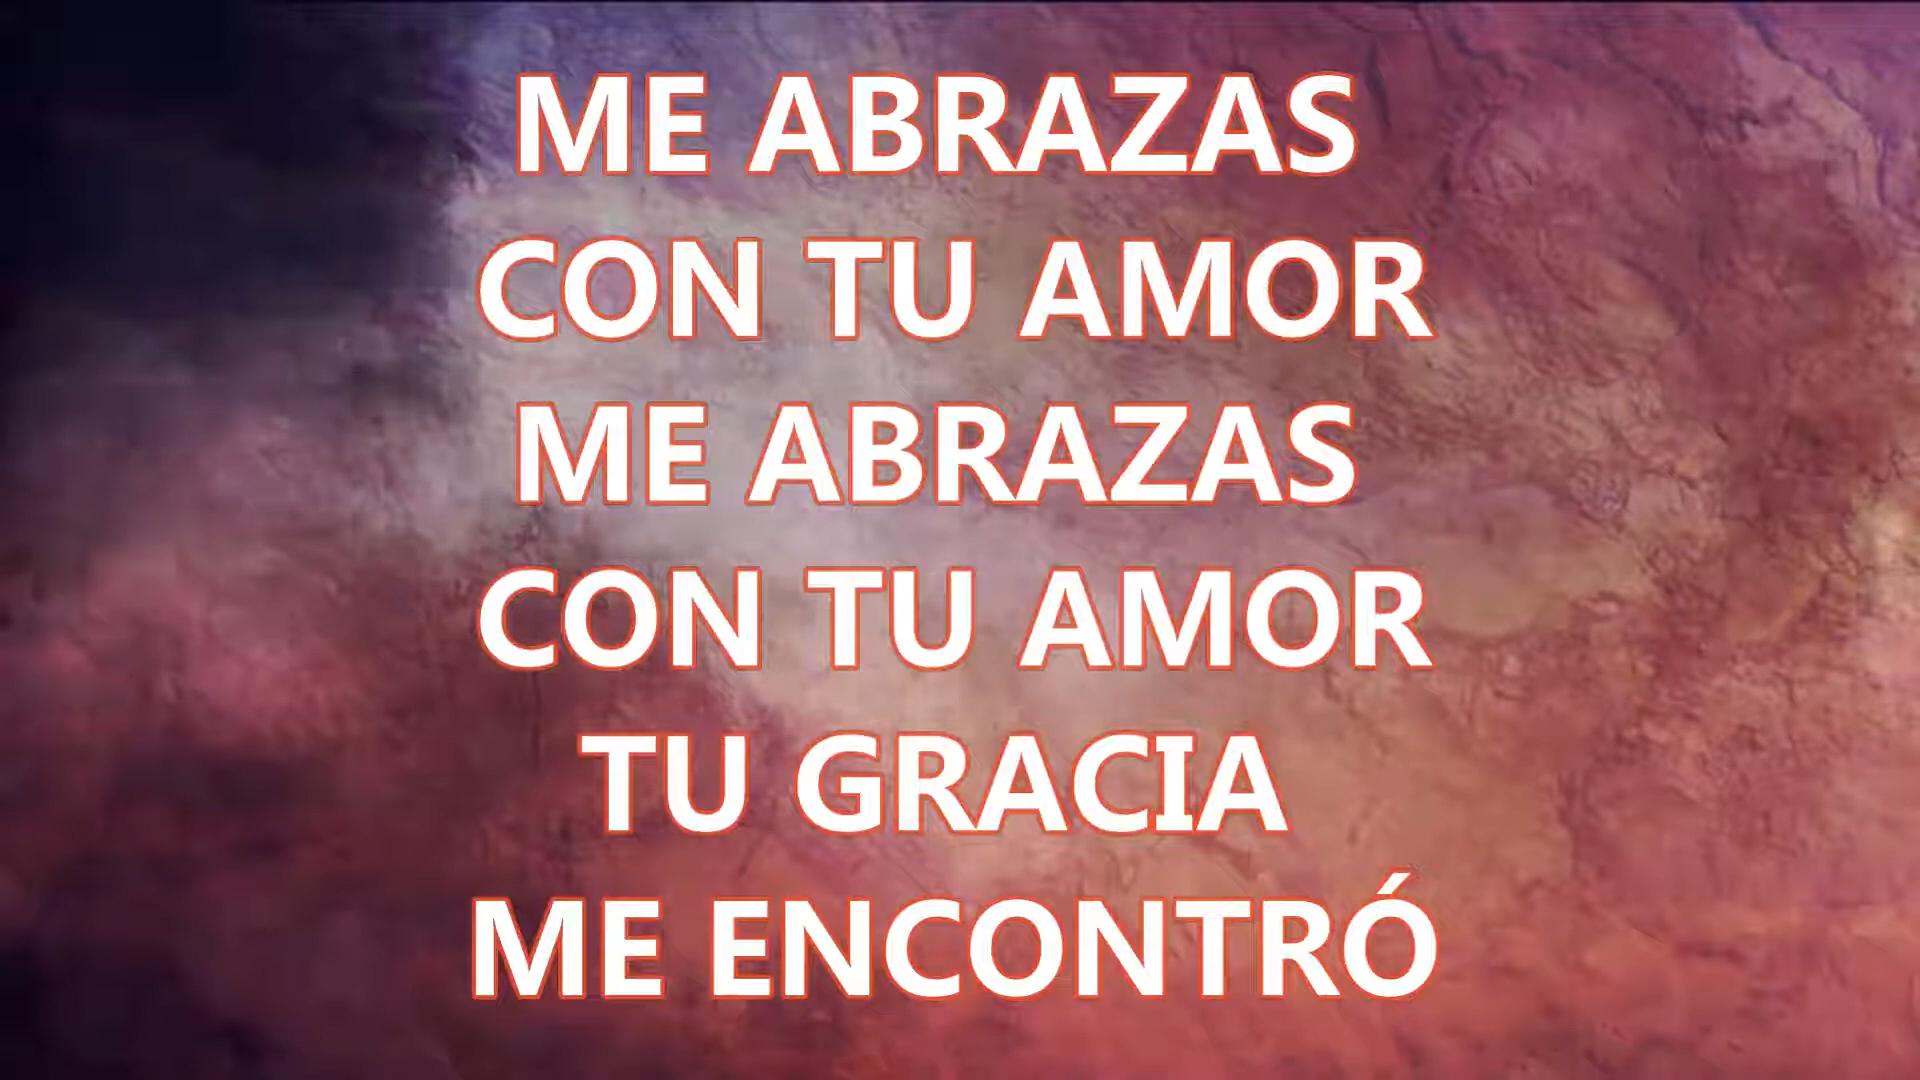 ME ABRAZAS
CON TU AMOR
ME ABRAZAS
CON TU AMOR
TU GRACIA
ME ENCONTRÓ